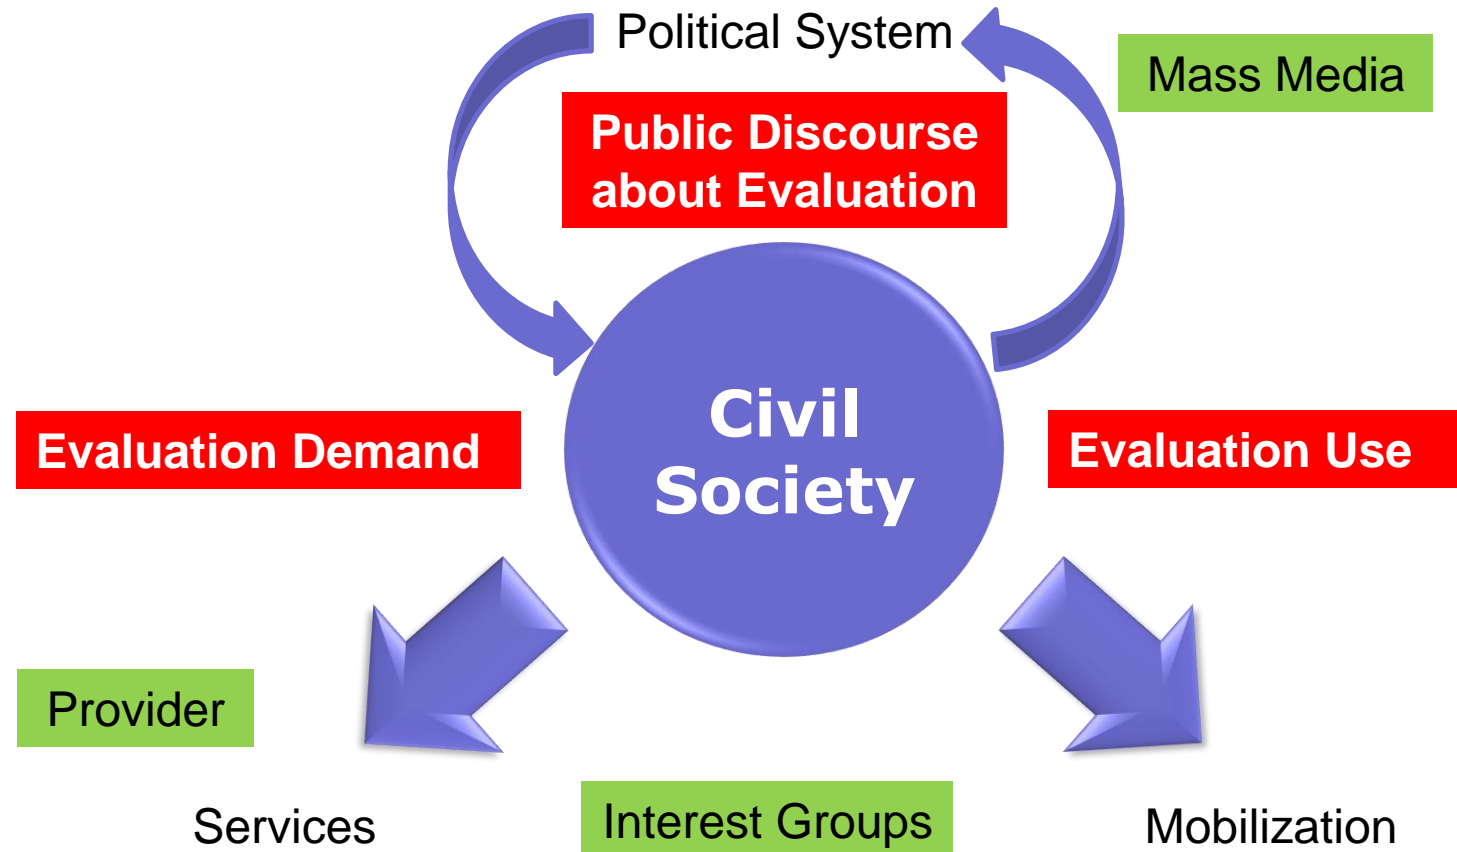 Political System
Mass Media
Public Discourse
about Evaluation
Civil
Society
Evaluation Demand
Evaluation Use
Provider
Services
Interest Groups
Mobilization